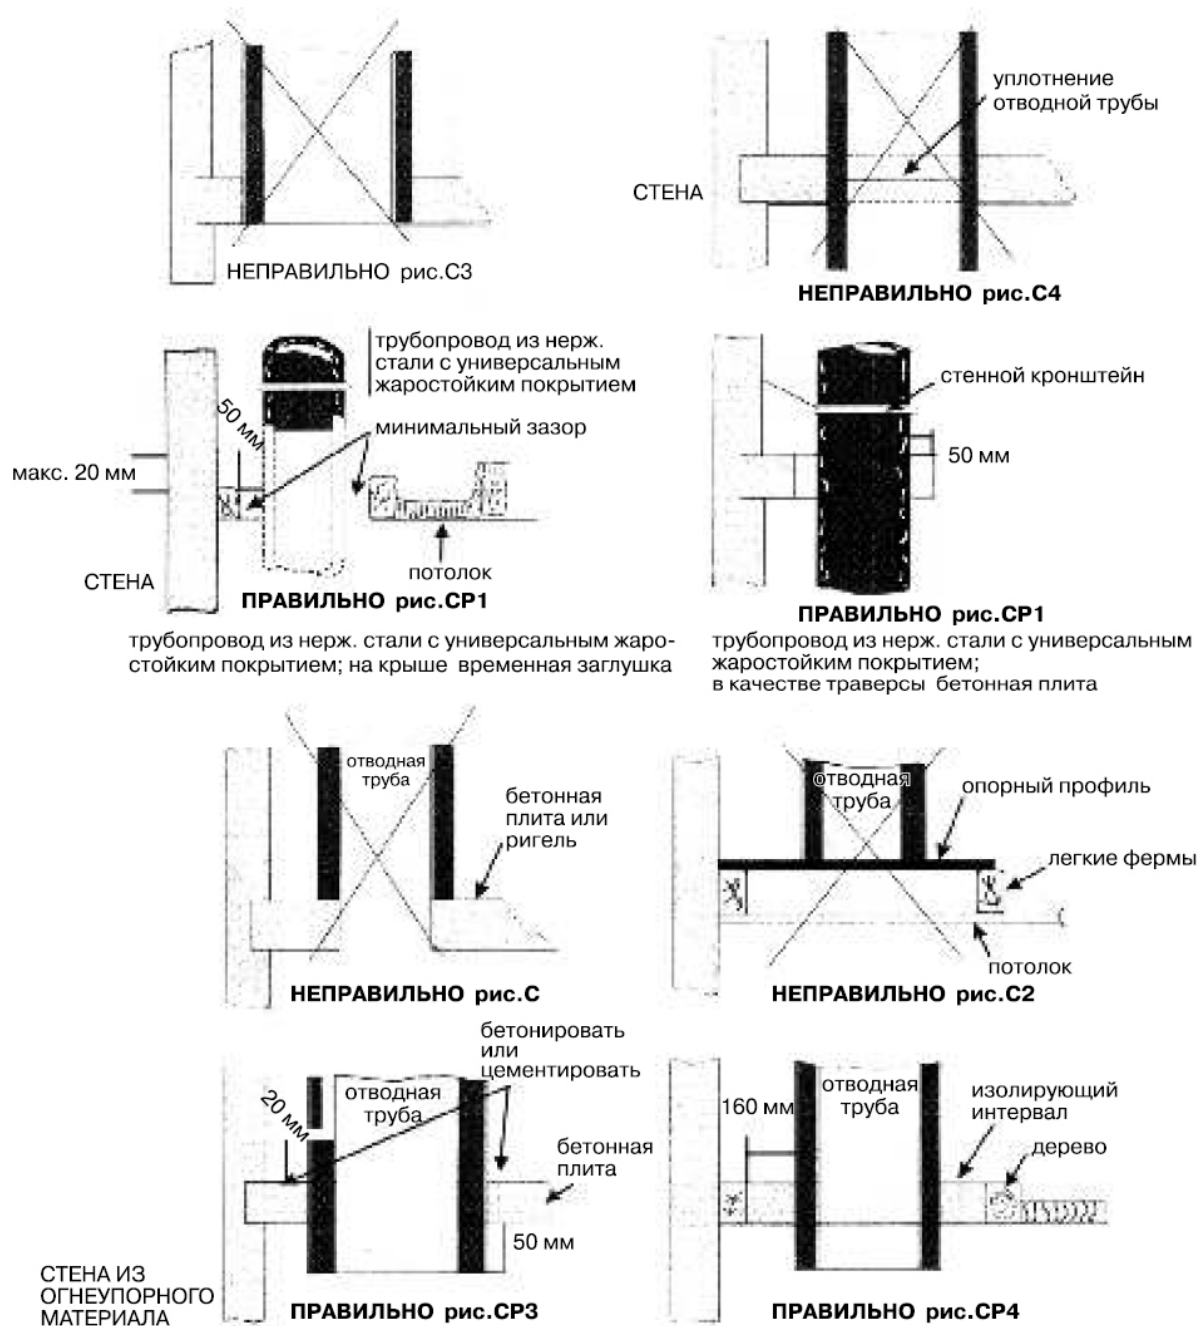 уплотнение
отводной трубы
СТЕНА
НЕПРАВИЛЬНО рис.С3
НЕПРАВИЛЬНО рис.С4
трубопровод из нерж.
стали с универсальным
жаростойким покрытием
50 мм
минимальный зазор
макс. 20 мм
СТЕНА
потолок
ПРАВИЛЬНО рис.СР1
трубопровод из нерж. стали с универсальным жаро-
стойким покрытием; на крыше временная заглушка
стенной кронштейн
50 мм
ПРАВИЛЬНО рис.СР1
трубопровод из нерж. стали с универсальным
жаростойким покрытием;
в качестве траверсы бетонная плита
отводная
труба
бетонная
плита или
ригель
НЕПРАВИЛЬНО рис.С
отводная
труба
опорный профиль
легкие фермы
потолок
НЕПРАВИЛЬНО рис.С2
бетонировать
или
цементировать
20 мм
отводная
труба
бетонная
плита
50 мм
СТЕНА ИЗ
ОГНЕУПОРНОГО
МАТЕРИАЛА
ПРАВИЛЬНО рис.СР3
160 мм
отводная
труба
изолирующий
интервал
дерево
ПРАВИЛЬНО рис.СР4